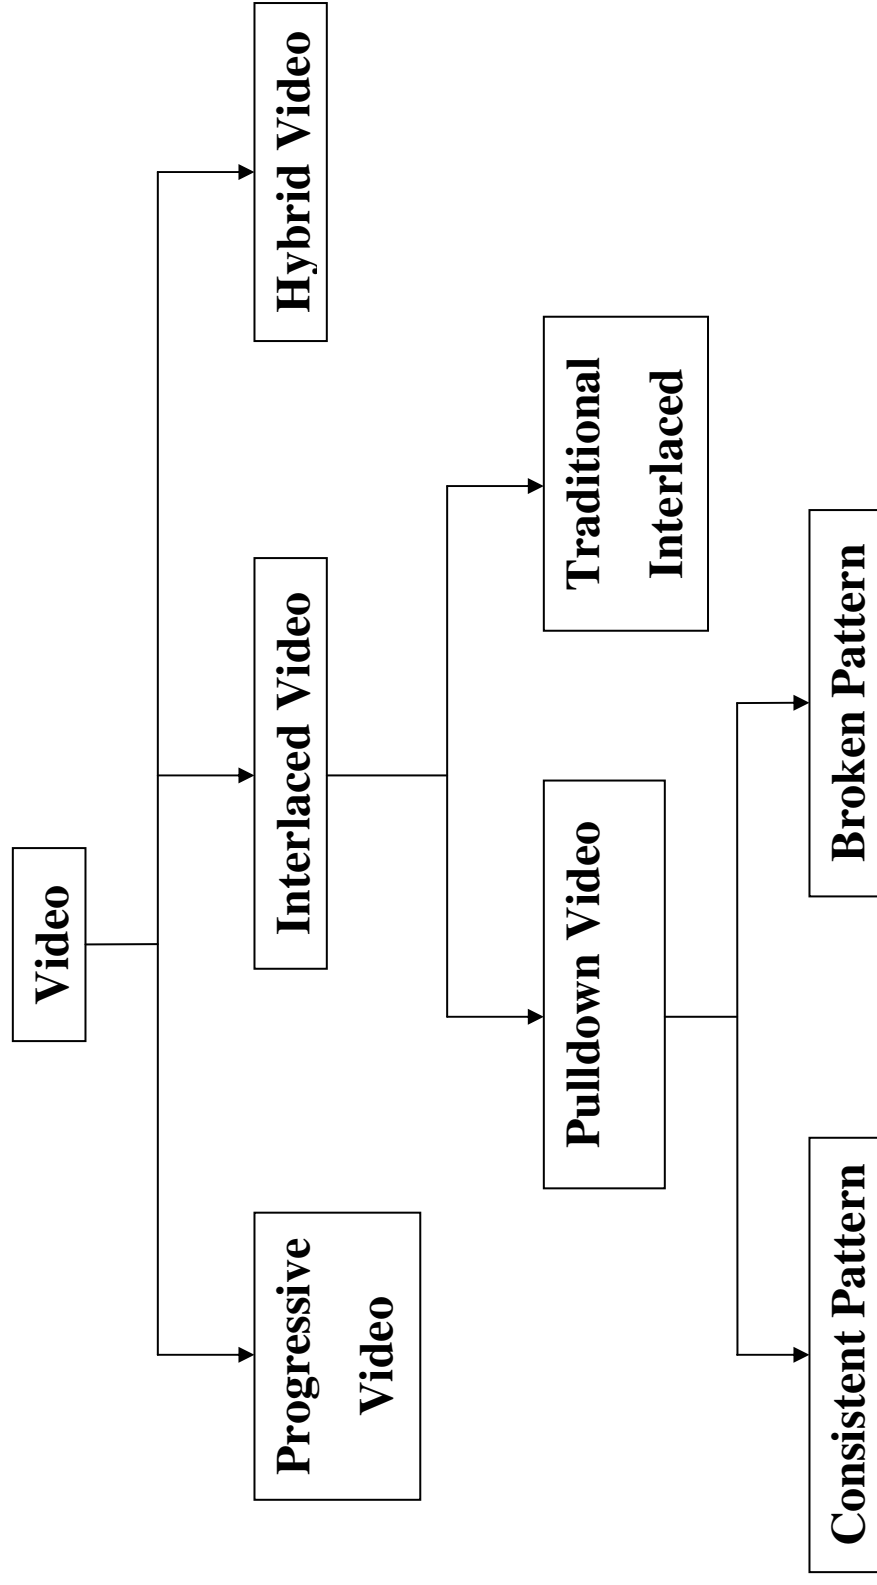 Video
Progressive
Video
Interlaced Video
Hybrid Video
Pulldown Video
Traditional
Interlaced
Consistent Pattern
Broken Pattern